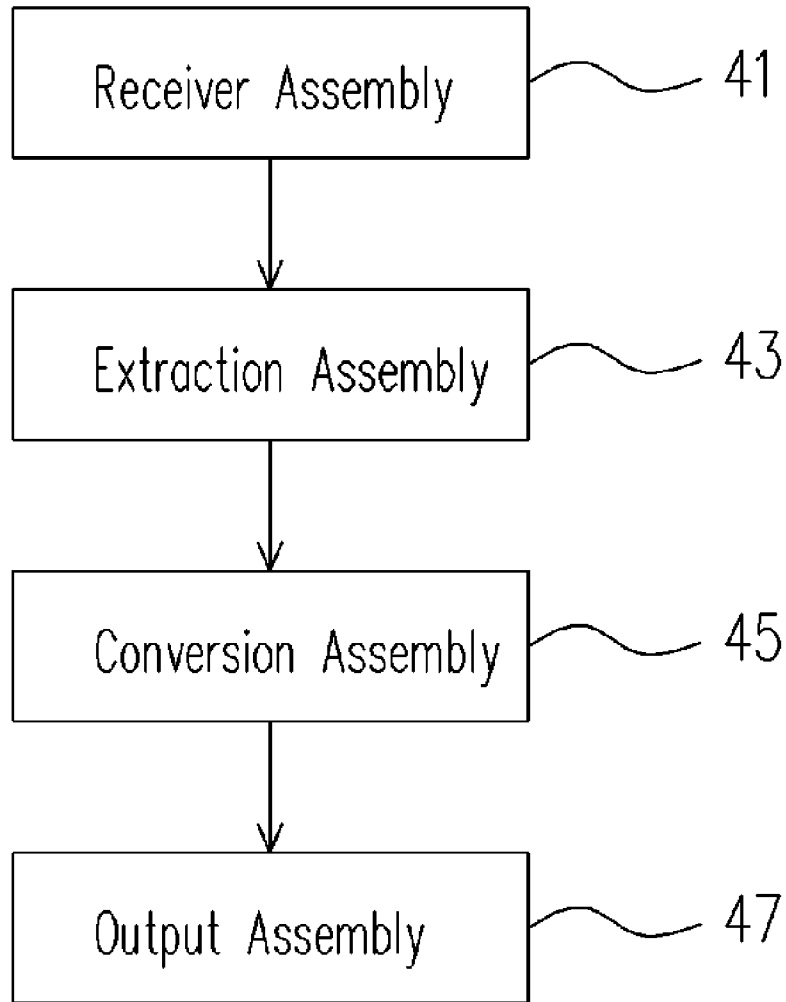 Receiver Assembly 41
Extraction Assembly 43
Conversion Assembly 45
Output Assembly 47